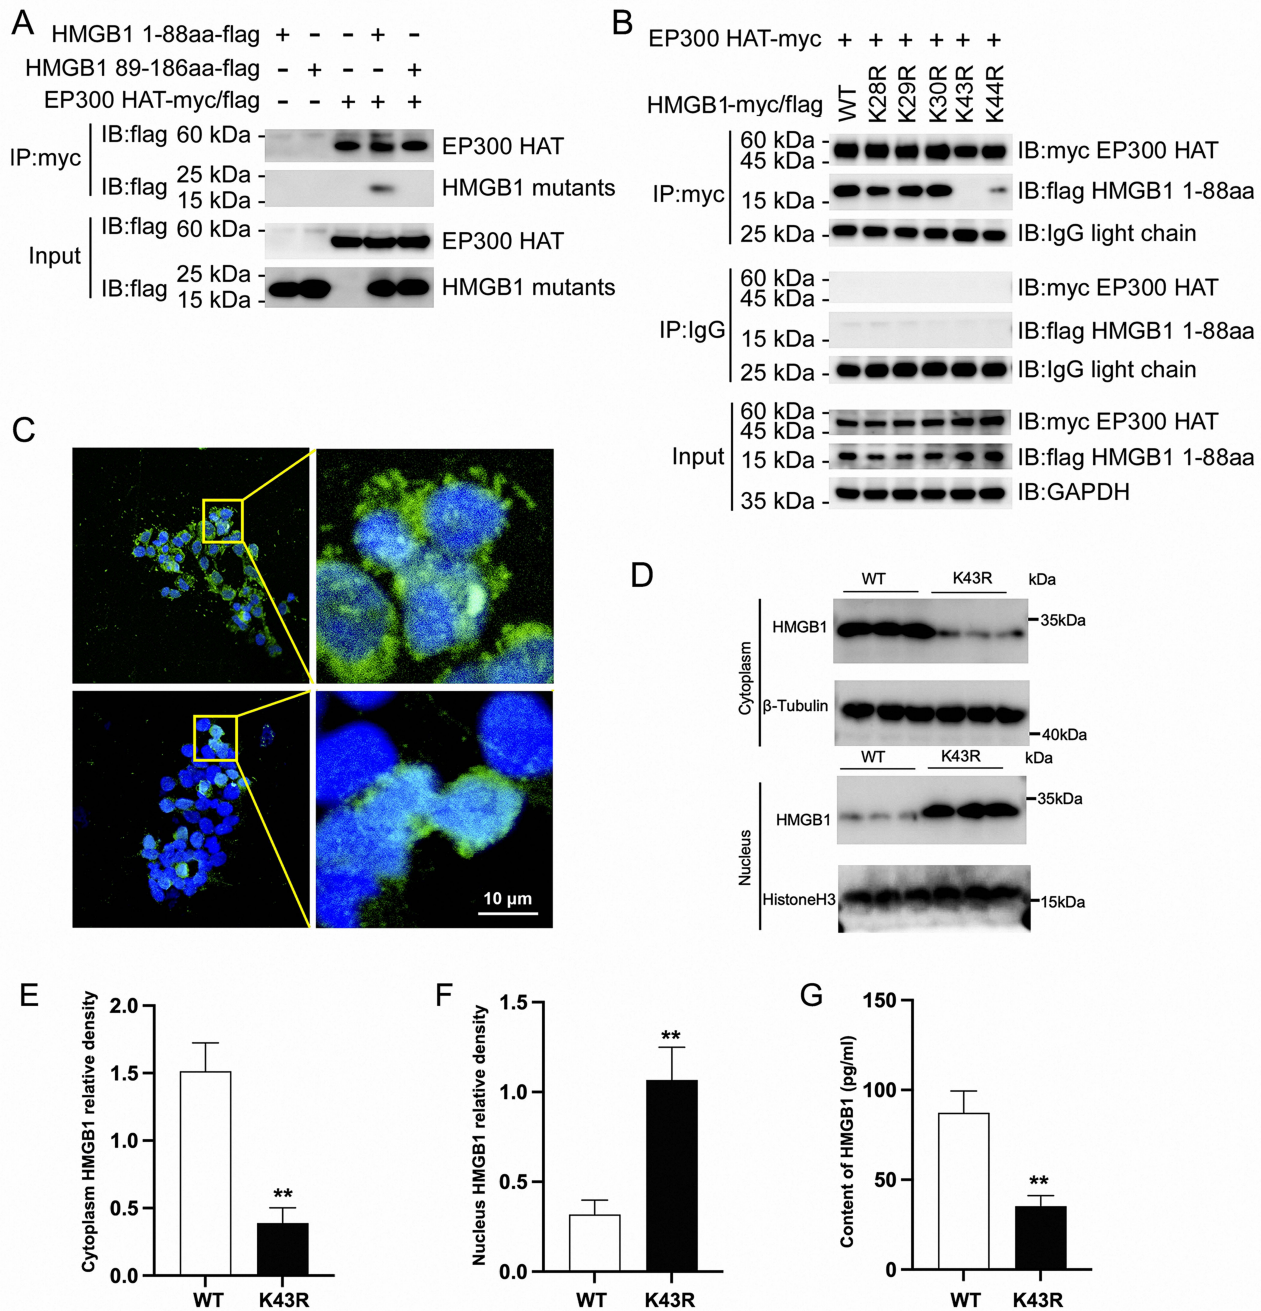 A
HMGB1 1-88aa-flag + - - + -
HMGB1 89-186aa-flag - + - - +
EP300 HAT-myc/flag - - + + +
IP:myc
IB:flag 60 kDa EP300 HAT
25 kDa
IB:flag HMGB1 mutants
15 kDa
Input
IB:flag 60 kDa EP300 HAT
25 kDa
IB:flag HMGB1 mutants
15 kDa
B
EP300 HAT-myc + + + + + +
HMGB1-myc/flag WT K28R K29R K30R K43R K44R
IP:myc
60 kDa
45 kDa
IB:myc EP300 HAT
15 kDa IB:flag HMGB1 1-88aa
25 kDa IB:IgG light chain
IP:IgG
60 kDa
45 kDa
IB:myc EP300 HAT
15 kDa IB:flag HMGB1 1-88aa
25 kDa IB:IgG light chain
Input
60 kDa
45 kDa
IB:myc EP300 HAT
15 kDa IB:flag HMGB1 1-88aa
35 kDa IB:GAPDH
C
10 μm
D
WT K43R kDa
Cytoplasm
HMGB1 35kDa
β-Tubulin
40kDa
WT K43R kDa
Nucleus
HMGB1 35kDa
HistoneH3 15kDa
E
Cytoplasm HMGB1 relative density
2.0
1.5
1.0
0.5
0.0
**
WT K43R
F
Nucleus HMGB1 relative density
1.5
1.0
0.5
0.0
**
WT K43R
G
Content of HMGB1 (pg/ml)
150
100
50
0
**
WT K43R